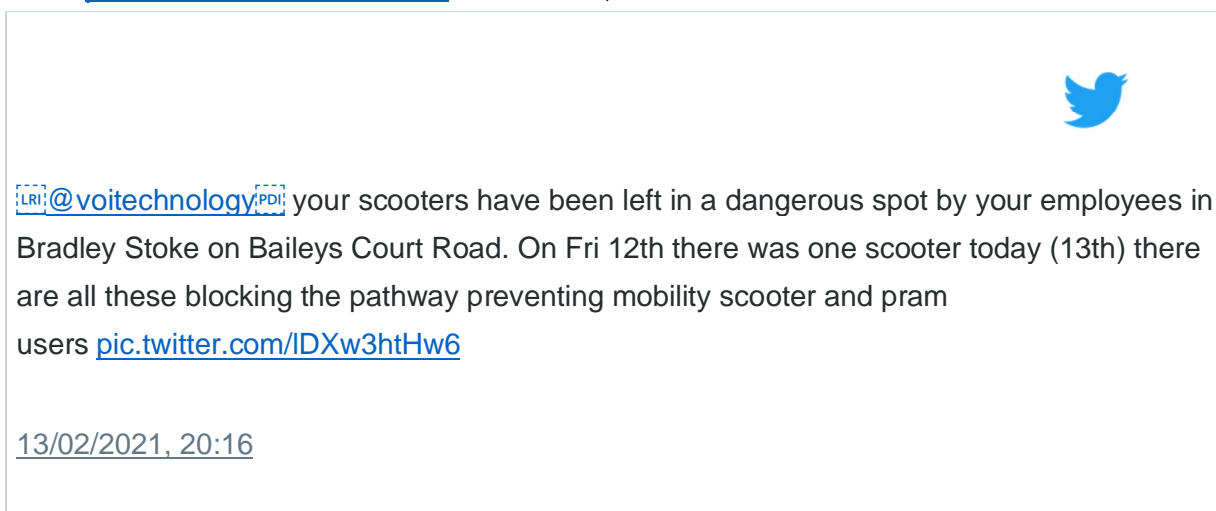 LRI@voitechnologyPDI your scooters have been left in a dangerous spot by your employees in
Bradley Stoke on Baileys Court Road. On Fri 12th there was one scooter today (13th) there
are all these blocking the pathway preventing mobility scooter and pram
users pic.twitter.com/lDXw3htHw6
13/02/2021, 20:16